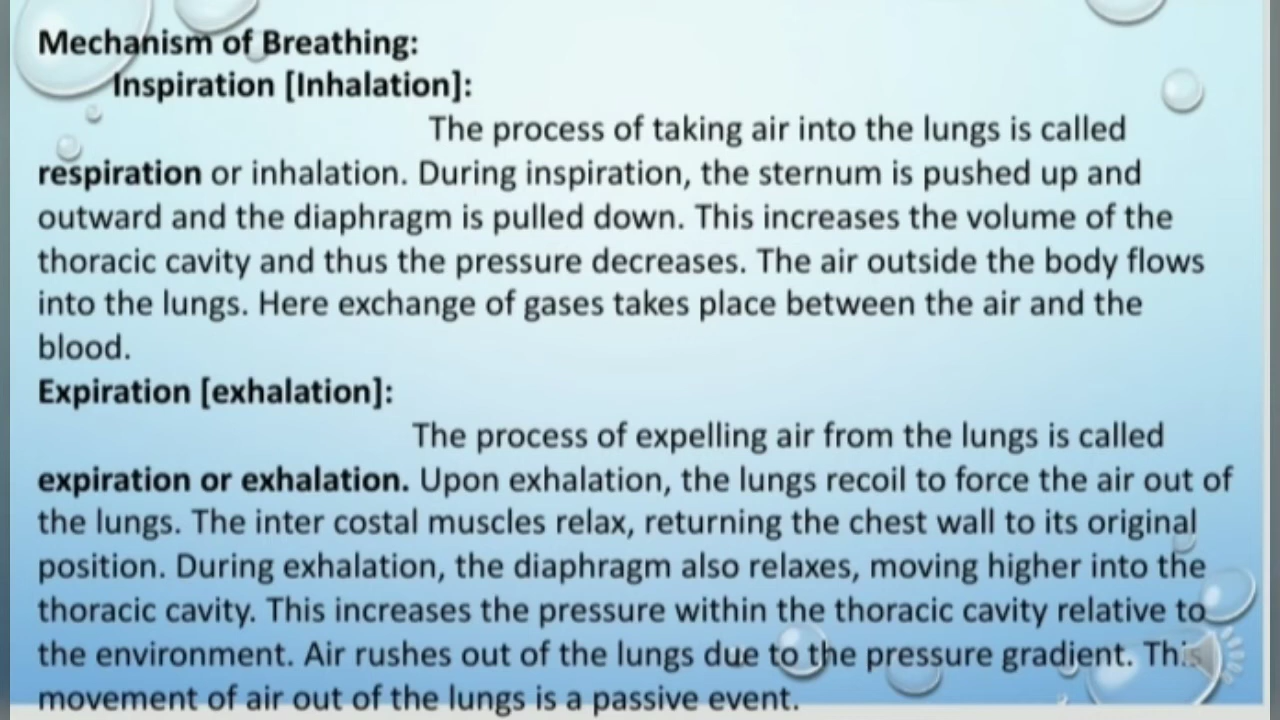 Mechanism of Breathing:
Inspiration [Inhalation]:
The process of taking air into the lungs is called
respiration or inhalation. During inspiration, the sternum is pushed up and
outward and the diaphragm is pulled down. This increases the volume of the
thoracic cavity and thus the pressure decreases. The air outside the body flows
into the lungs. Here exchange of gases takes place between the air and the
blood.
Expiration [exhalation]:
The process of expelling air from the lungs is called
expiration or exhalation. Upon exhalation, the lungs recoil to force the air out of
the lungs. The inter costal muscles relax, returning the chest wall to its original
position. During exhalation, the diaphragm also relaxes, moving higher into the
thoracic cavity. This increases the pressure within the thoracic cavity relative to
the environment. Air rushes out of the lungs due to the pressure gradient. This
movement of air out of the lungs is a passive event.